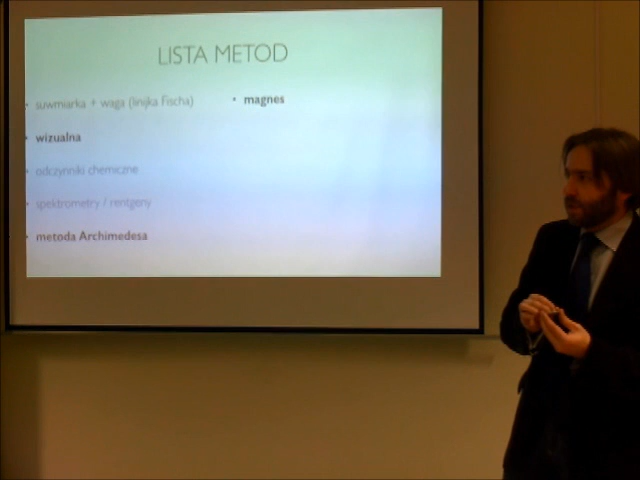 LISTA METOD
• suwmiarka + waga (linijka Fischa)
• wizualna
• odczynniki chemiczne
• spektrometry / rentgeny
• metoda Archimedesa
• magnes